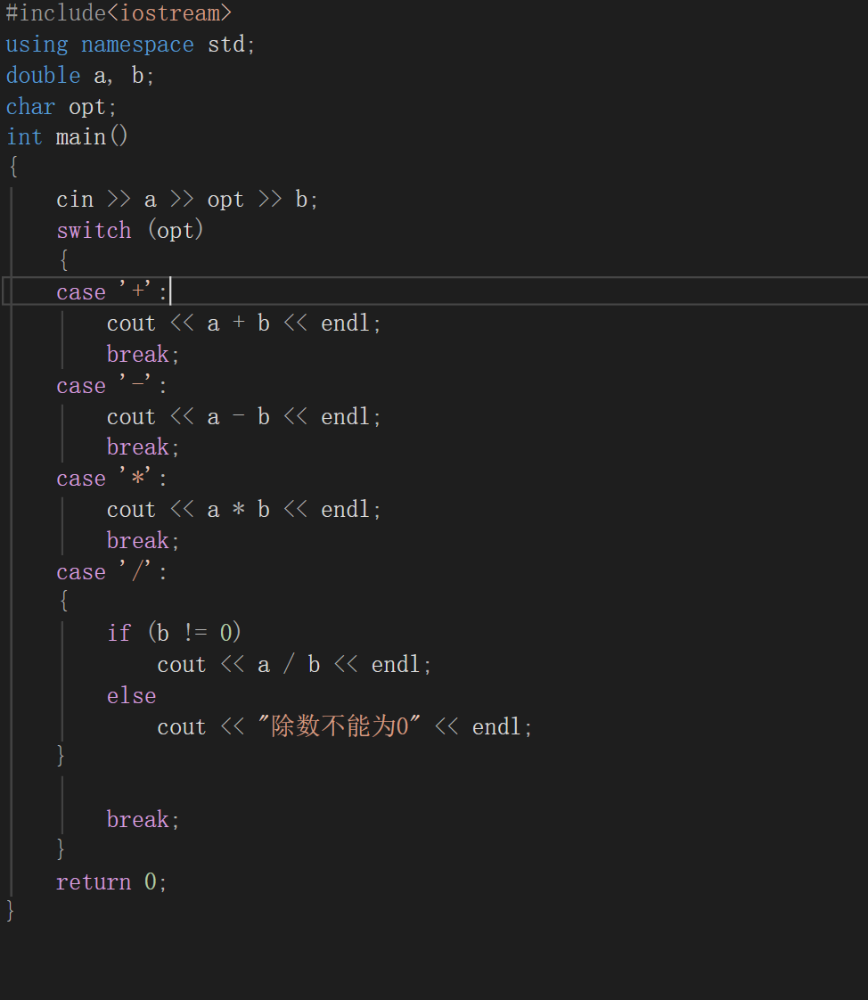 #include<iostream>
using namespace std;
double a, b;
char opt;
int main()
{
    cin >> a >> opt >> b;
    switch (opt)
    {
    case '+':
        cout << a + b << endl;
        break;
    case '-':
        cout << a - b << endl;
        break;
    case '*':
        cout << a * b << endl;
        break;
    case '/':
    {
        if (b != 0)
            cout << a / b << endl;
        else
            cout << "除数不能为0" << endl;
    }

        break;
    }
    return 0;
}